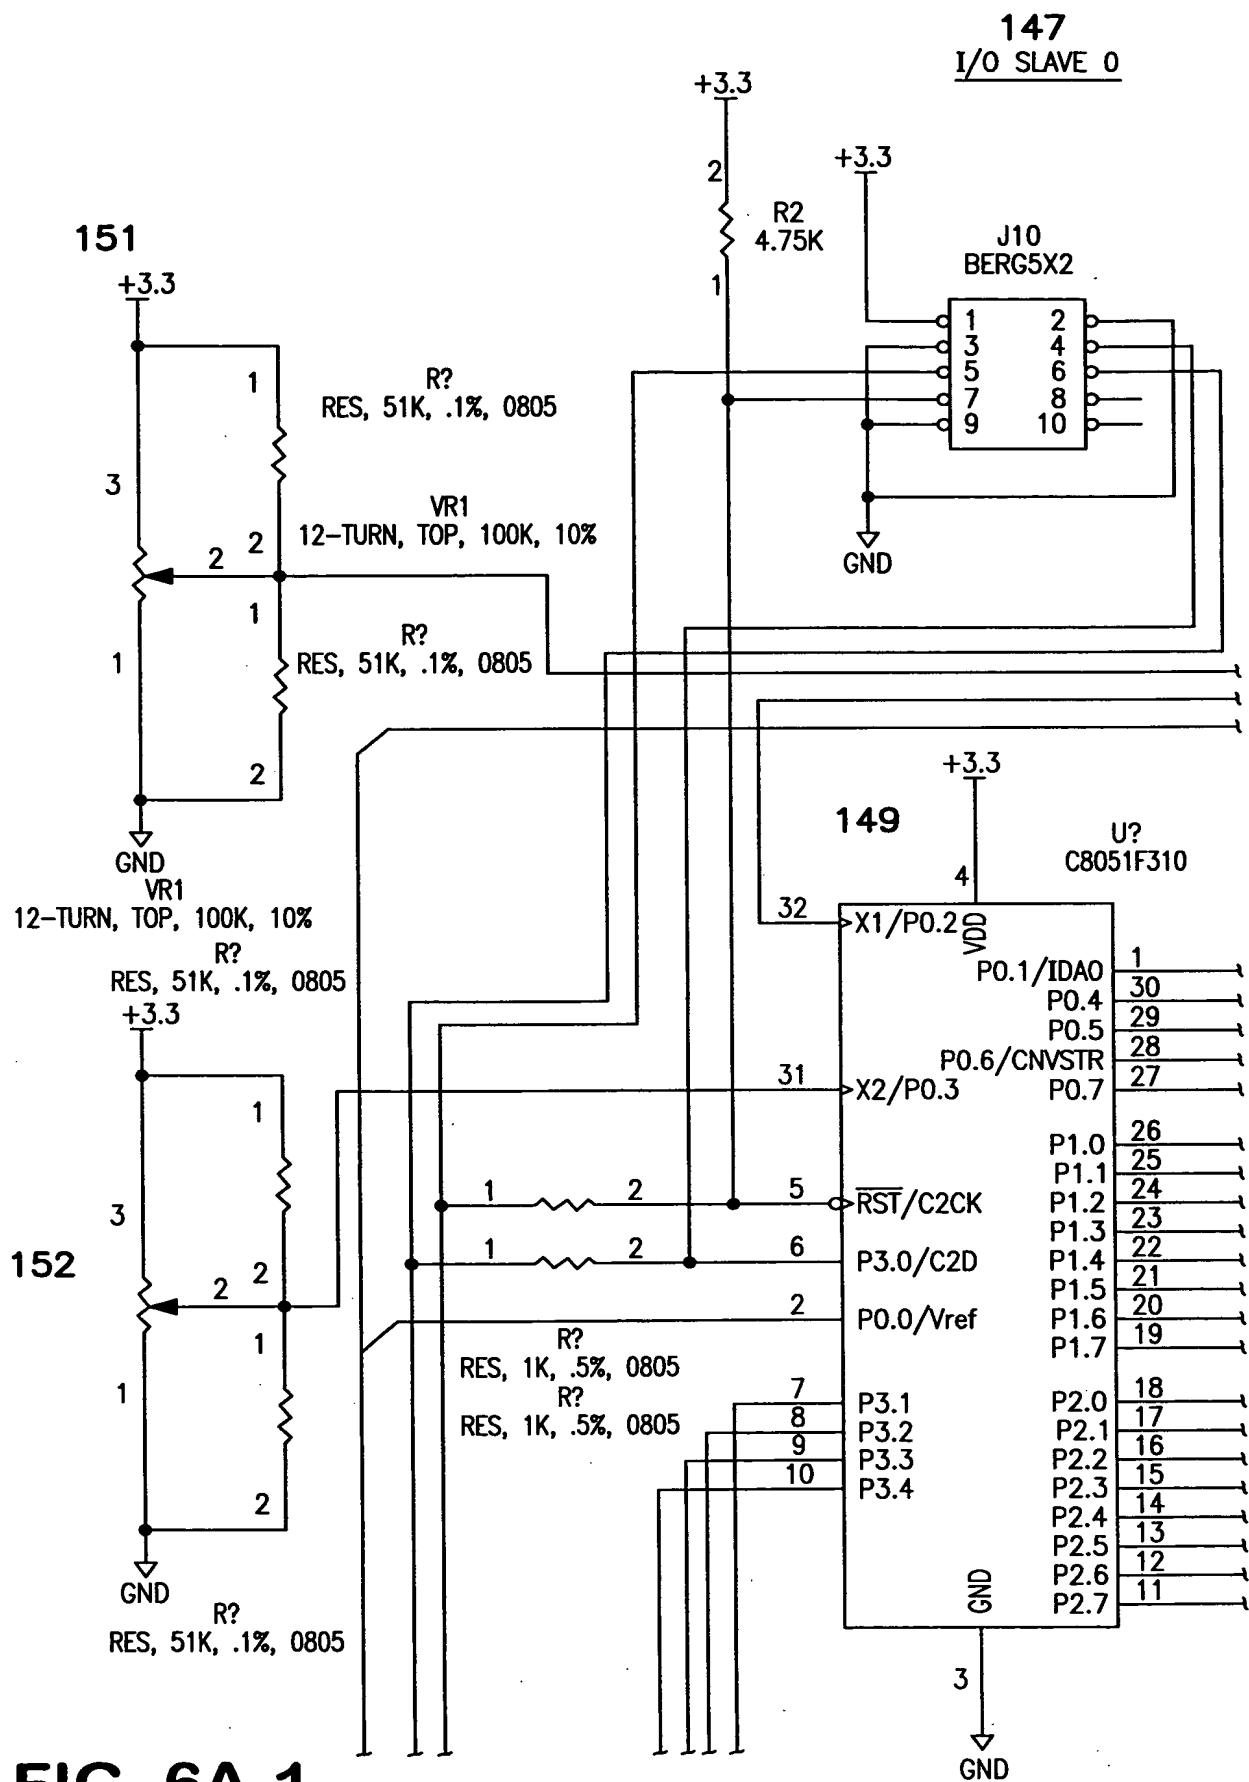 147
I/O SLAVE 0
+3.3
2
R2
4.75K
1
+3.3
J10
BERG5X2
1 2
3 4
5 6
7 8
9 10
GND
151
+3.3
1
R?
RES, 51K, .1%, 0805
3
VR1
12-TURN, TOP, 100K, 10%
2 2
1
R?
RES, 51K, .1%, 0805
1
2
GND
VR1
12-TURN, TOP, 100K, 10%
R?
RES, 51K, .1%, 0805
+3.3
1
3
152
2 2
1
1
2
GND
R?
RES, 51K, .1%, 0805
+3.3
149
U?
C8051F310
4
VDD
32 X1/P0.2
31 X2/P0.3
1 2 5 RST/C2CK
1 2 6 P3.0/C2D
2 P0.0/Vref
R?
RES, 1K, .5%, 0805
R?
RES, 1K, .5%, 0805
7 P3.1
8 P3.2
9 P3.3
10 P3.4
P0.1/IDA0 1
P0.4 30
P0.5 29
P0.6/CNVSTR 28
P0.7 27
P1.0 26
P1.1 25
P1.2 24
P1.3 23
P1.4 22
P1.5 21
P1.6 20
P1.7 19
P2.0 18
P2.1 17
P2.2 16
P2.3 15
P2.4 14
P2.5 13
P2.6 12
P2.7 11
GND
3
GND
FIG. 6A-1